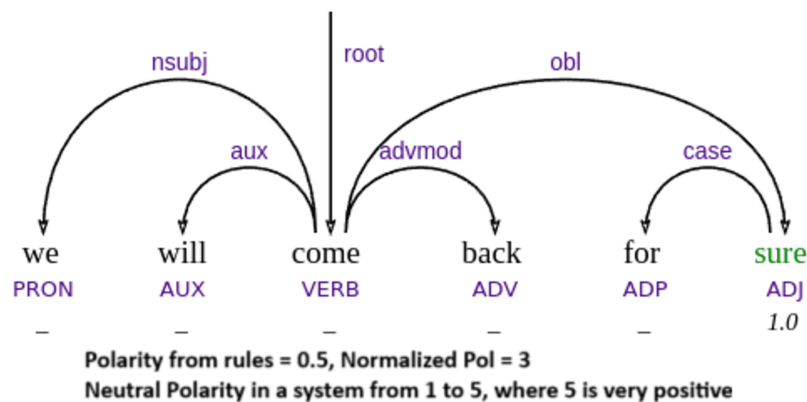 root
nsubj
obl
aux
advmod
case
we will come back for sure
PRON AUX VERB ADV ADP ADJ
_ _ _ _ _ 1.0
Polarity from rules = 0.5, Normalized Pol = 3
Neutral Polarity in a system from 1 to 5, where 5 is very positive